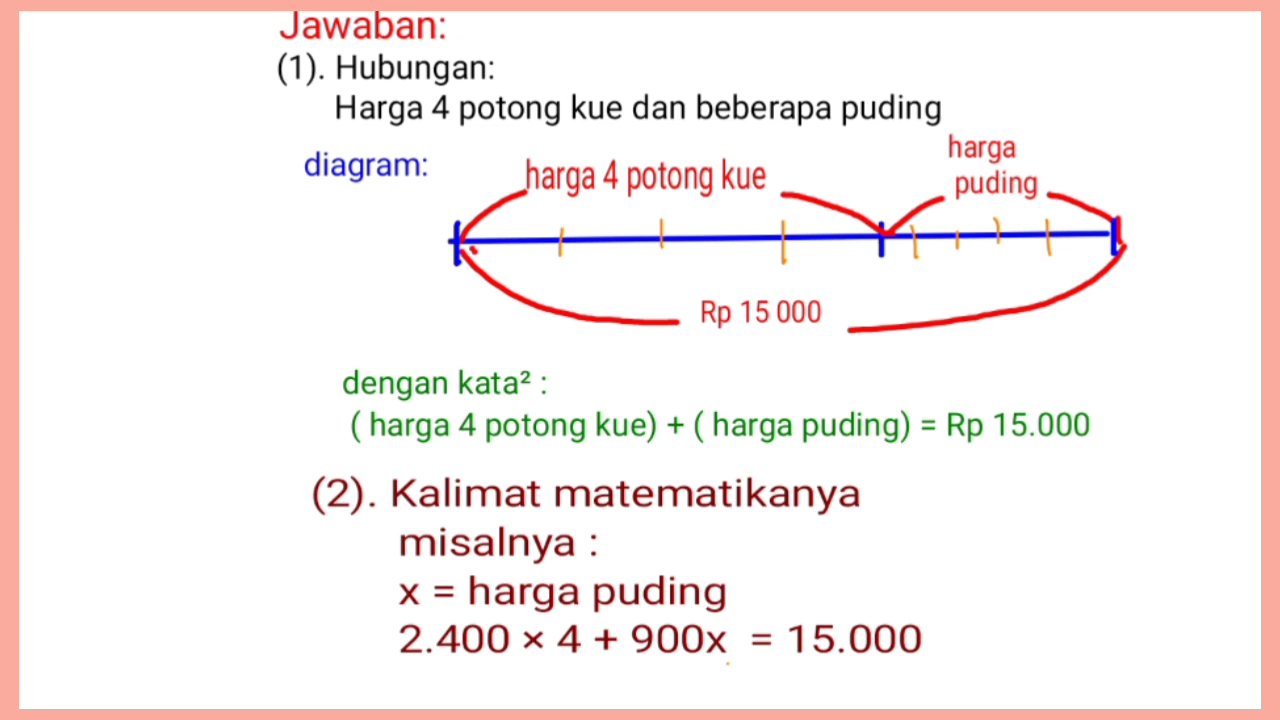 Jawaban:
(1). Hubungan:
Harga 4 potong kue dan beberapa puding
diagram:
harga 4 potong kue
harga
puding
Rp 15 000
dengan kata² :
( harga 4 potong kue) + ( harga puding) = Rp 15.000
(2). Kalimat matematikanya
misalnya :
x = harga puding
2.400 × 4 + 900x = 15.000